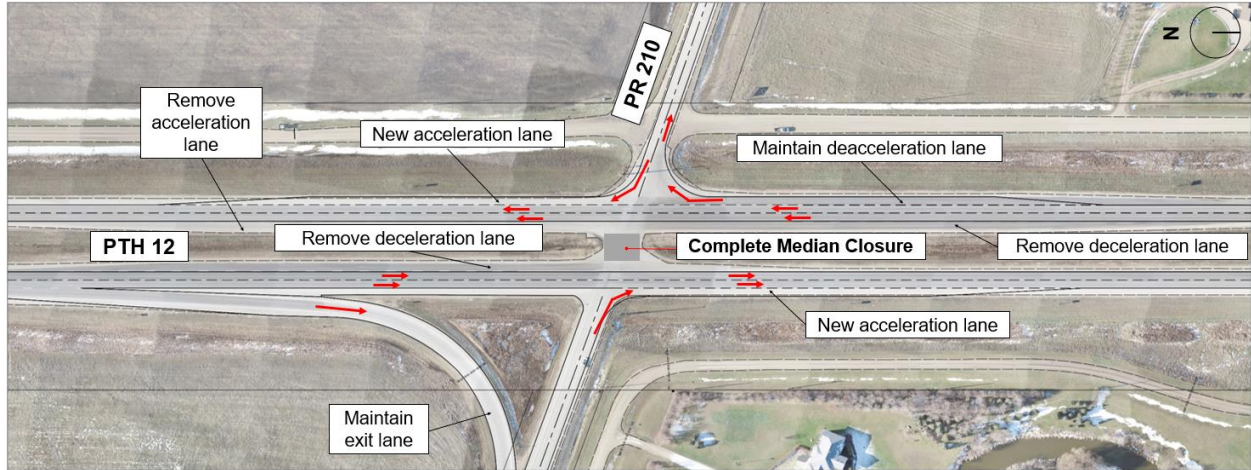 N
PR 210
Remove
acceleration
lane
New acceleration lane
Maintain deacceleration lane
PTH 12
Remove deceleration lane
Complete Median Closure
Remove deceleration lane
New acceleration lane
Maintain
exit lane